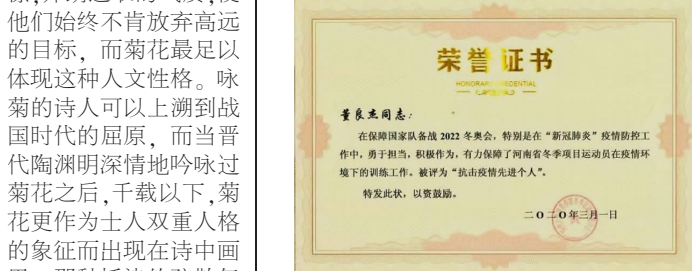 他们始终不肯放弃高远
的目标，而菊花最足以
体现这种人文性格。咏
菊的诗人可以上溯到战
国时代的屈原，而当晋
代陶渊明深情地吟咏过
菊花之后，千载以下，菊
花更作为士人双重人格
的象征而出现在诗中画
荣誉证书
HONORARY CREDENTIAL
董良杰同志：
在保障国家队备战 2022 冬奥会，特别是在“新冠肺炎”疫情防控工
作中，勇于担当，积极作为，有力保障了河南省冬季项目运动员在疫情环
境下的训练工作。被评为“抗击疫情先进个人”。
特发此状，以资鼓励。
二０二０年三月一日